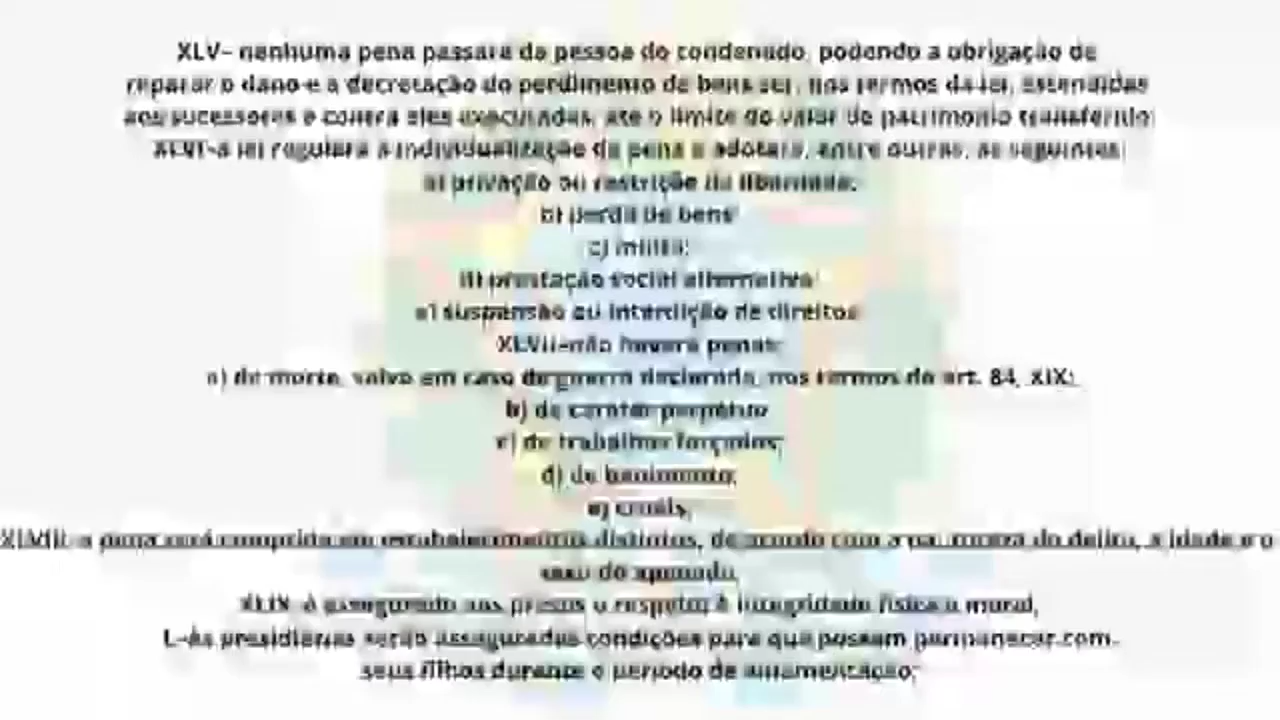 XLV- nenhuma pena passará da pessoa do condenado, podendo a obrigação de
reparar o dano e a decretação do perdimento de bens ser, nos termos da lei, estendidas
aos sucessores e contra eles executadas, até o limite do valor do patrimônio transferido;
XLVI-a lei regulará a individualização da pena e adotará, entre outras, as seguintes:
a) privação ou restrição da liberdade;
b) perda de bens
c) multa;
d) prestação social alternativa;
e) suspensão ou interdição de direitos
XLVII-não haverá penas:
a) de morte, salvo em caso de guerra declarada, nos termos do art. 84, XIX;
b) de caráter perpétuo
c) de trabalhos forçados;
d) de banimento;
e) cruéis;
XLVIII-a pena será cumprida em estabelecimentos distintos, de acordo com a natureza do delito, a idade e o
sexo do apenado;
XLIX-é assegurado aos presos o respeito à integridade física e moral;
L-às presidiárias serão asseguradas condições para que possam permanecer com
seus filhos durante o período de amamentação;